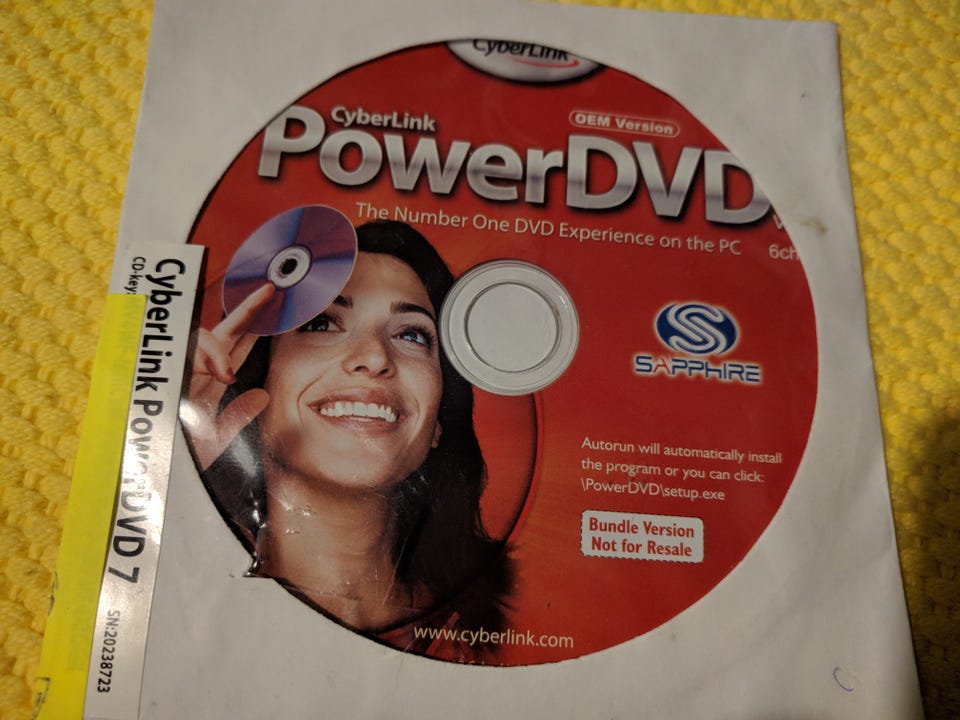 CyberLink
CyberLink
OEM Version
PowerDVD
The Number One DVD Experience on the PC
6ch
SAPPHIRE
Autorun will automatically install
the program or you can click:
\PowerDVD\setup.exe
Bundle Version
Not for Resale
www.cyberlink.com
CyberLink PowerDVD 7
CD-key:
SN:20238723